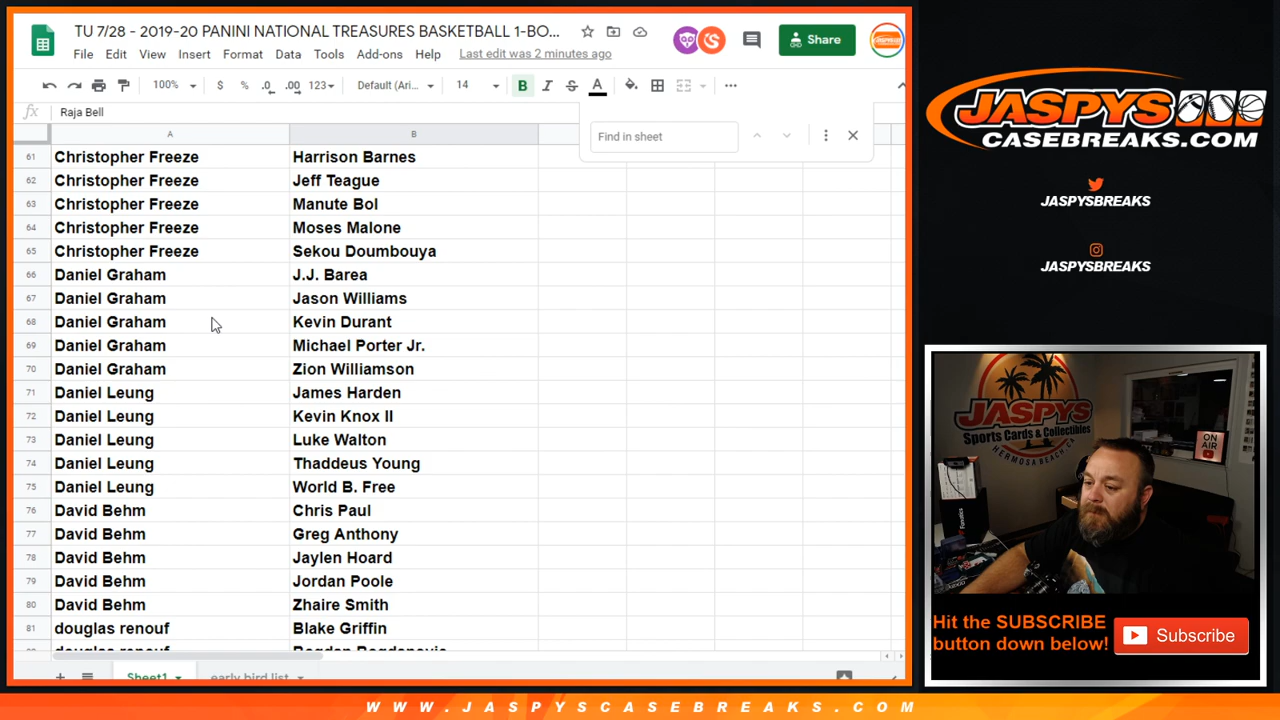 TU 7/28 - 2019-20 PANINI NATIONAL TREASURES BASKETBALL 1-BO...
File Edit View Insert Format Data Tools Add-ons Help Last edit was 2 minutes ago
Share
100% $ % .0 .00 123 Default (Ari... 14 B I S A
fx Raja Bell
Find in sheet
A B
61 Christopher Freeze Harrison Barnes
62 Christopher Freeze Jeff Teague
63 Christopher Freeze Manute Bol
64 Christopher Freeze Moses Malone
65 Christopher Freeze Sekou Doumbouya
66 Daniel Graham J.J. Barea
67 Daniel Graham Jason Williams
68 Daniel Graham Kevin Durant
69 Daniel Graham Michael Porter Jr.
70 Daniel Graham Zion Williamson
71 Daniel Leung James Harden
72 Daniel Leung Kevin Knox II
73 Daniel Leung Luke Walton
74 Daniel Leung Thaddeus Young
75 Daniel Leung World B. Free
76 David Behm Chris Paul
77 David Behm Greg Anthony
78 David Behm Jaylen Hoard
79 David Behm Jordan Poole
80 David Behm Zhaire Smith
81 douglas renouf Blake Griffin
douglas renouf Bogdan Bogdanovic
Sheet1 early bird list
JASPYS
CASEBREAKS.COM
JASPYSBREAKS
JASPYSBREAKS
JASPYS
Sports Cards & Collectibles
HERMOSA BEACH, CA
ON AIR
Fanatics
Hit the SUBSCRIBE
button down below!
Subscribe
WWW.JASPYSCASEBREAKS.COM